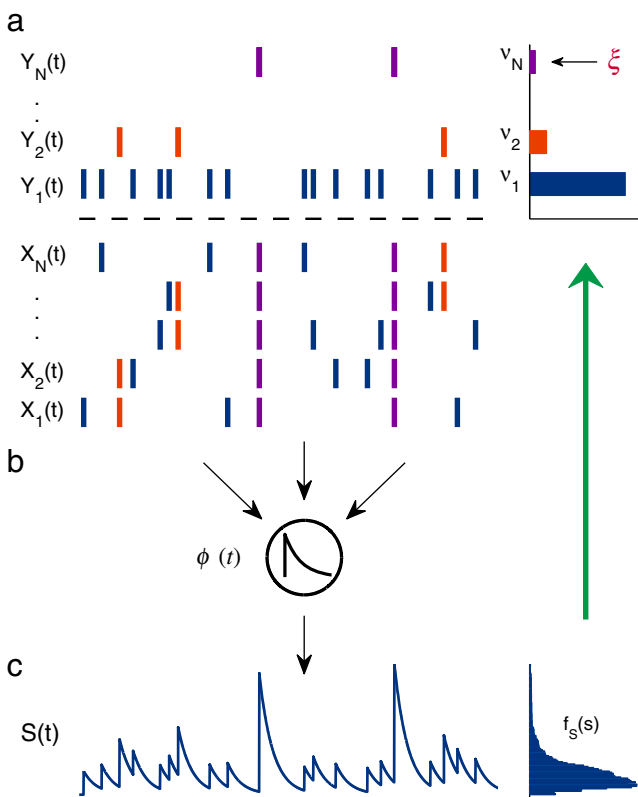 a
Y_N(t)
ν_N
ξ
.
.
.
Y_2(t)
ν_2
Y_1(t)
ν_1
X_N(t)
.
.
.
X_2(t)
X_1(t)
b
ϕ (t)
c
S(t)
f_S(s)